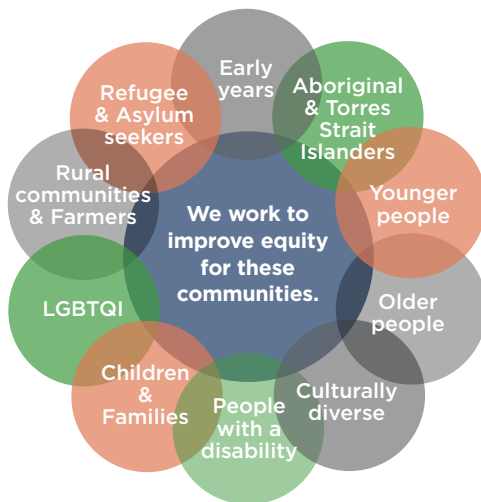 Early
years
Aboriginal
& Torres
Strait
Islanders
Younger
people
Older
people
Culturally
diverse
People
with a
disability
Children
&
Families
LGBTQI
Rural
communities
& Farmers
Refugee
& Asylum
seekers
We work to
improve equity
for these
communities.